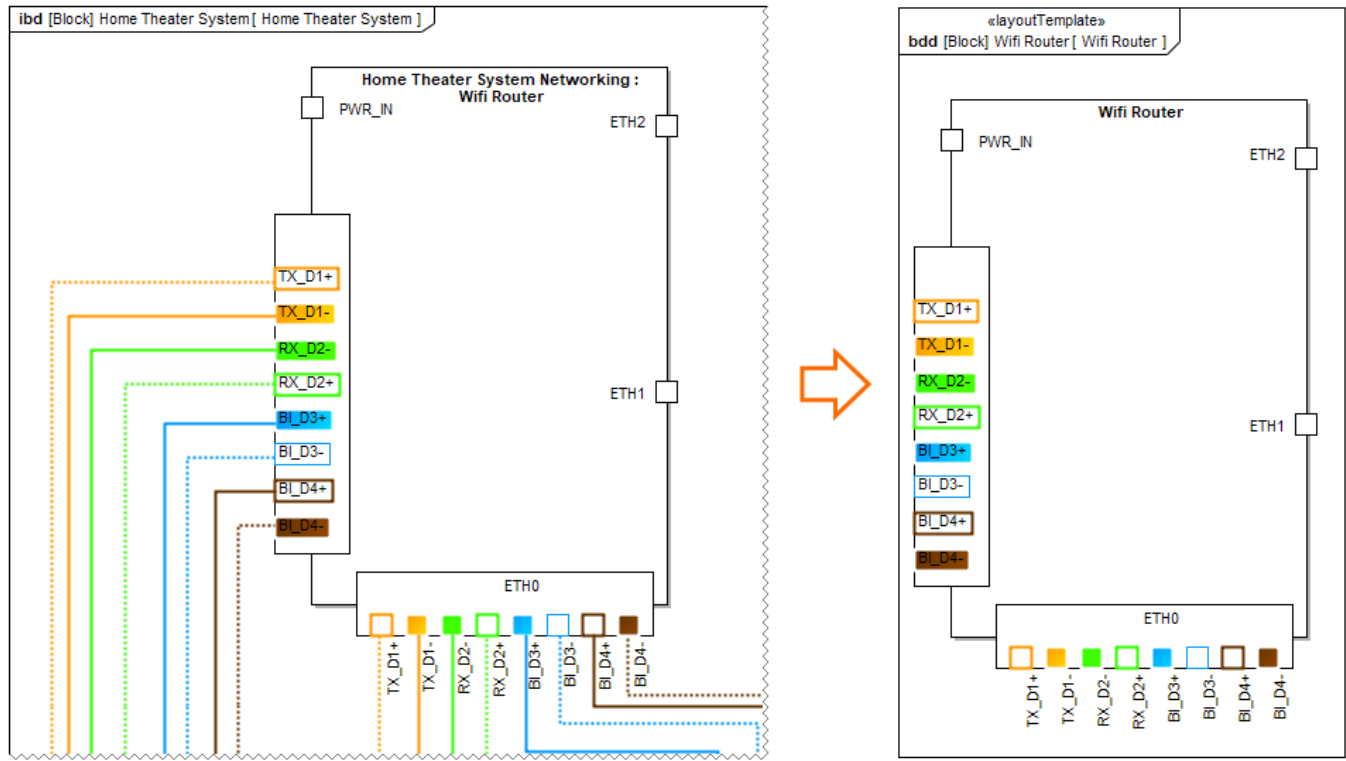 ibd [Block] Home Theater System [ Home Theater System ]
Home Theater System Networking :
Wifi Router
PWR_IN
ETH2
TX_D1+
TX_D1-
RX_D2-
RX_D2+
ETH1
BI_D3+
BI_D3-
BI_D4+
BI_D4-
ETH0
TX_D1+
TX_D1-
RX_D2-
RX_D2+
BI_D3+
BI_D3-
BI_D4+
BI_D4-
«layoutTemplate»
bdd [Block] Wifi Router [ Wifi Router ]
Wifi Router
PWR_IN
ETH2
TX_D1+
TX_D1-
RX_D2-
RX_D2+
ETH1
BI_D3+
BI_D3-
BI_D4+
BI_D4-
ETH0
TX_D1+
TX_D1-
RX_D2-
RX_D2+
BI_D3+
BI_D3-
BI_D4+
BI_D4-